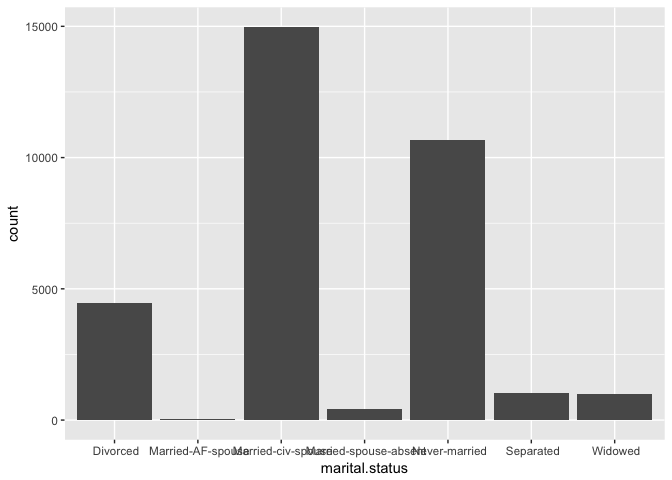 15000
10000
5000
0
count
Divorced Married-AF-spouse Married-civ-spouse Married-spouse-absent Never-married Separated Widowed
marital.status